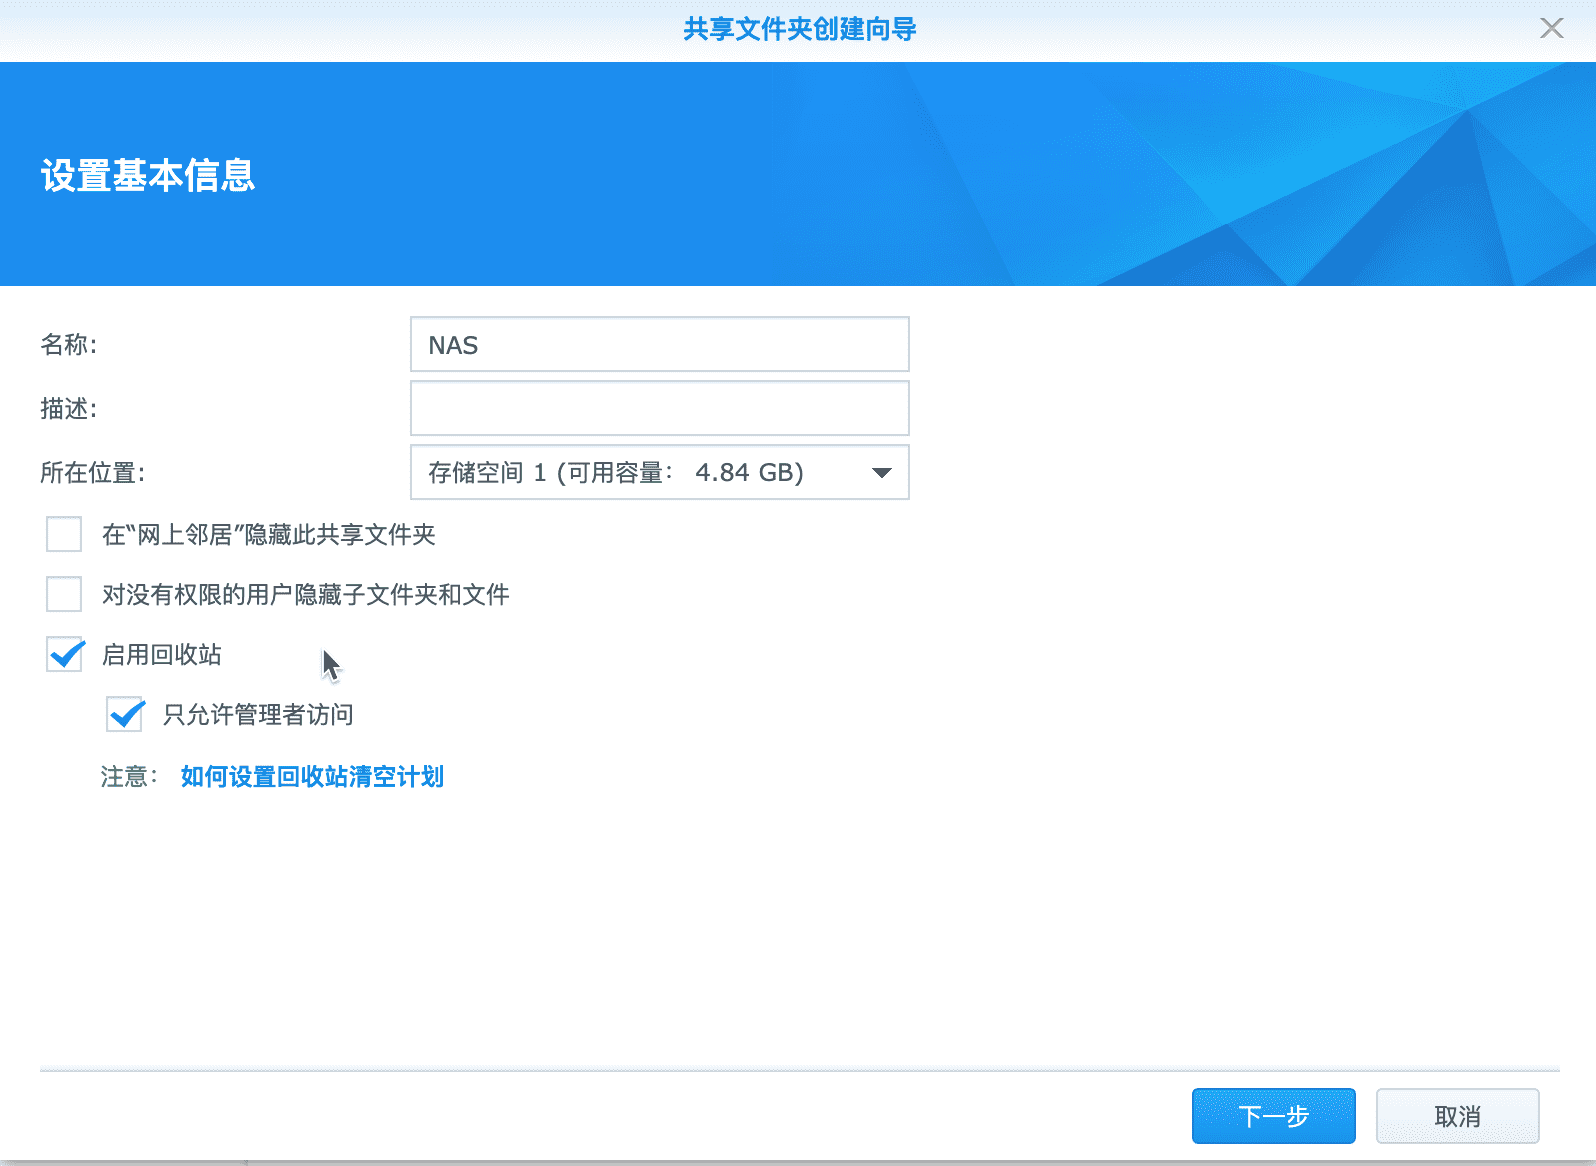 共享文件夹创建向导
设置基本信息
名称:
NAS
描述:
所在位置:
存储空间 1 (可用容量： 4.84 GB)
在“网上邻居”隐藏此共享文件夹
对没有权限的用户隐藏子文件夹和文件
启用回收站
只允许管理者访问
注意： 如何设置回收站清空计划
下一步
取消